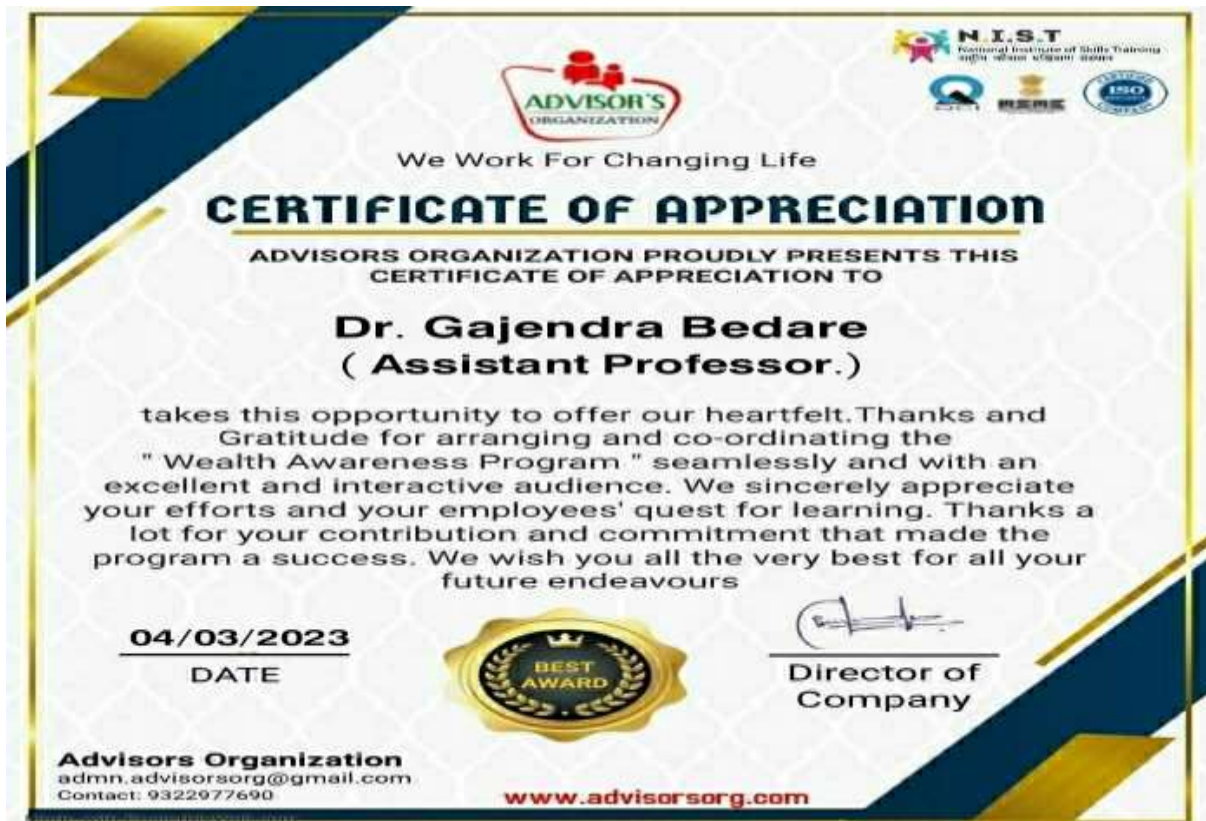 ADVISOR'S
ORGANIZATION
N.I.S.T
National Institute of Skills Training
QCI
MSME
CERTIFIED
ISO
COMPANY
We Work For Changing Life
CERTIFICATE OF APPRECIATION
ADVISORS ORGANIZATION PROUDLY PRESENTS THIS
CERTIFICATE OF APPRECIATION TO
Dr. Gajendra Bedare
( Assistant Professor.)
takes this opportunity to offer our heartfelt.Thanks and
Gratitude for arranging and co-ordinating the
" Wealth Awareness Program " seamlessly and with an
excellent and interactive audience. We sincerely appreciate
your efforts and your employees' quest for learning. Thanks a
lot for your contribution and commitment that made the
program a success. We wish you all the very best for all your
future endeavours
04/03/2023
DATE
BEST
AWARD
Director of
Company
Advisors Organization
admn.advisorsorg@gmail.com
Contact: 9322977690
www.advisorsorg.com